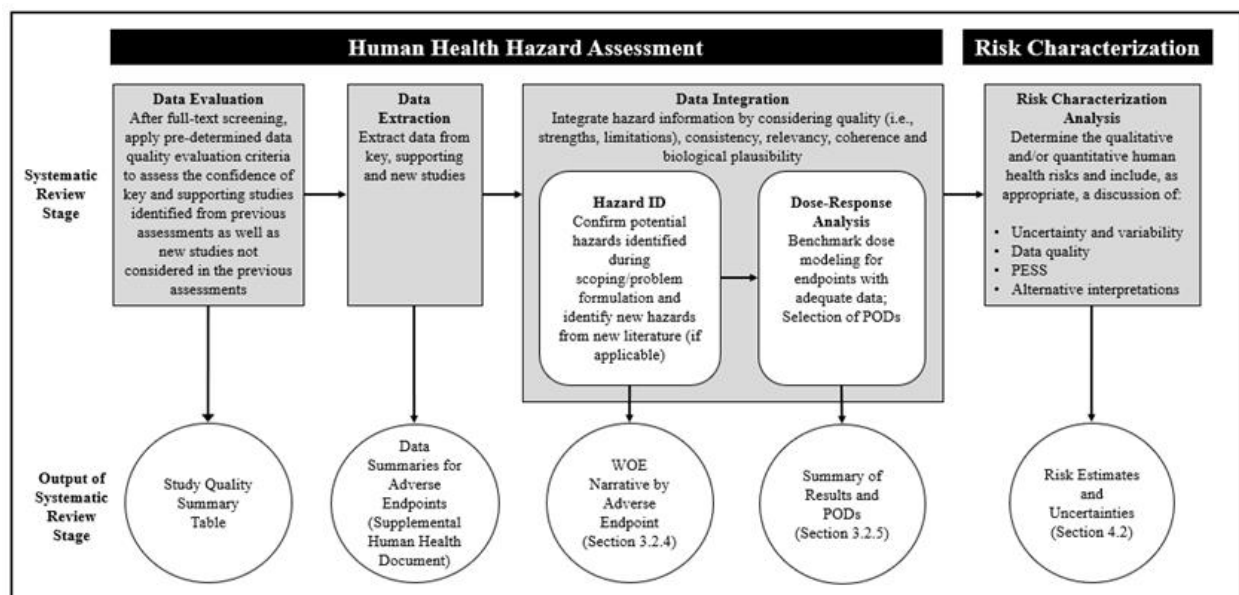 Human Health Hazard Assessment
Risk Characterization
Systematic
Review
Stage
Data Evaluation
After full-text screening,
apply pre-determined data
quality evaluation criteria
to assess the confidence of
key and supporting studies
identified from previous
assessments as well as
new studies not
considered in the previous
assessments
Data
Extraction
Extract data from
key, supporting
and new studies
Data Integration
Integrate hazard information by considering quality (i.e.,
strengths, limitations), consistency, relevancy, coherence and
biological plausibility
Hazard ID
Confirm potential
hazards identified
during
scoping/problem
formulation and
identify new hazards
from new literature (if
applicable)
Dose-Response
Analysis
Benchmark dose
modeling for
endpoints with
adequate data;
Selection of PODs
Risk Characterization
Analysis
Determine the qualitative
and/or quantitative human
health risks and include, as
appropriate, a discussion of:
• Uncertainty and variability
• Data quality
• PESS
• Alternative interpretations
Output of
Systematic
Review
Stage
Study Quality
Summary
Table
Data
Summaries for
Adverse
Endpoints
(Supplemental
Human Health
Document)
WOE
Narrative by
Adverse
Endpoint
(Section 3.2.4)
Summary of
Results and
PODs
(Section 3.2.5)
Risk Estimates
and
Uncertainties
(Section 4.2)